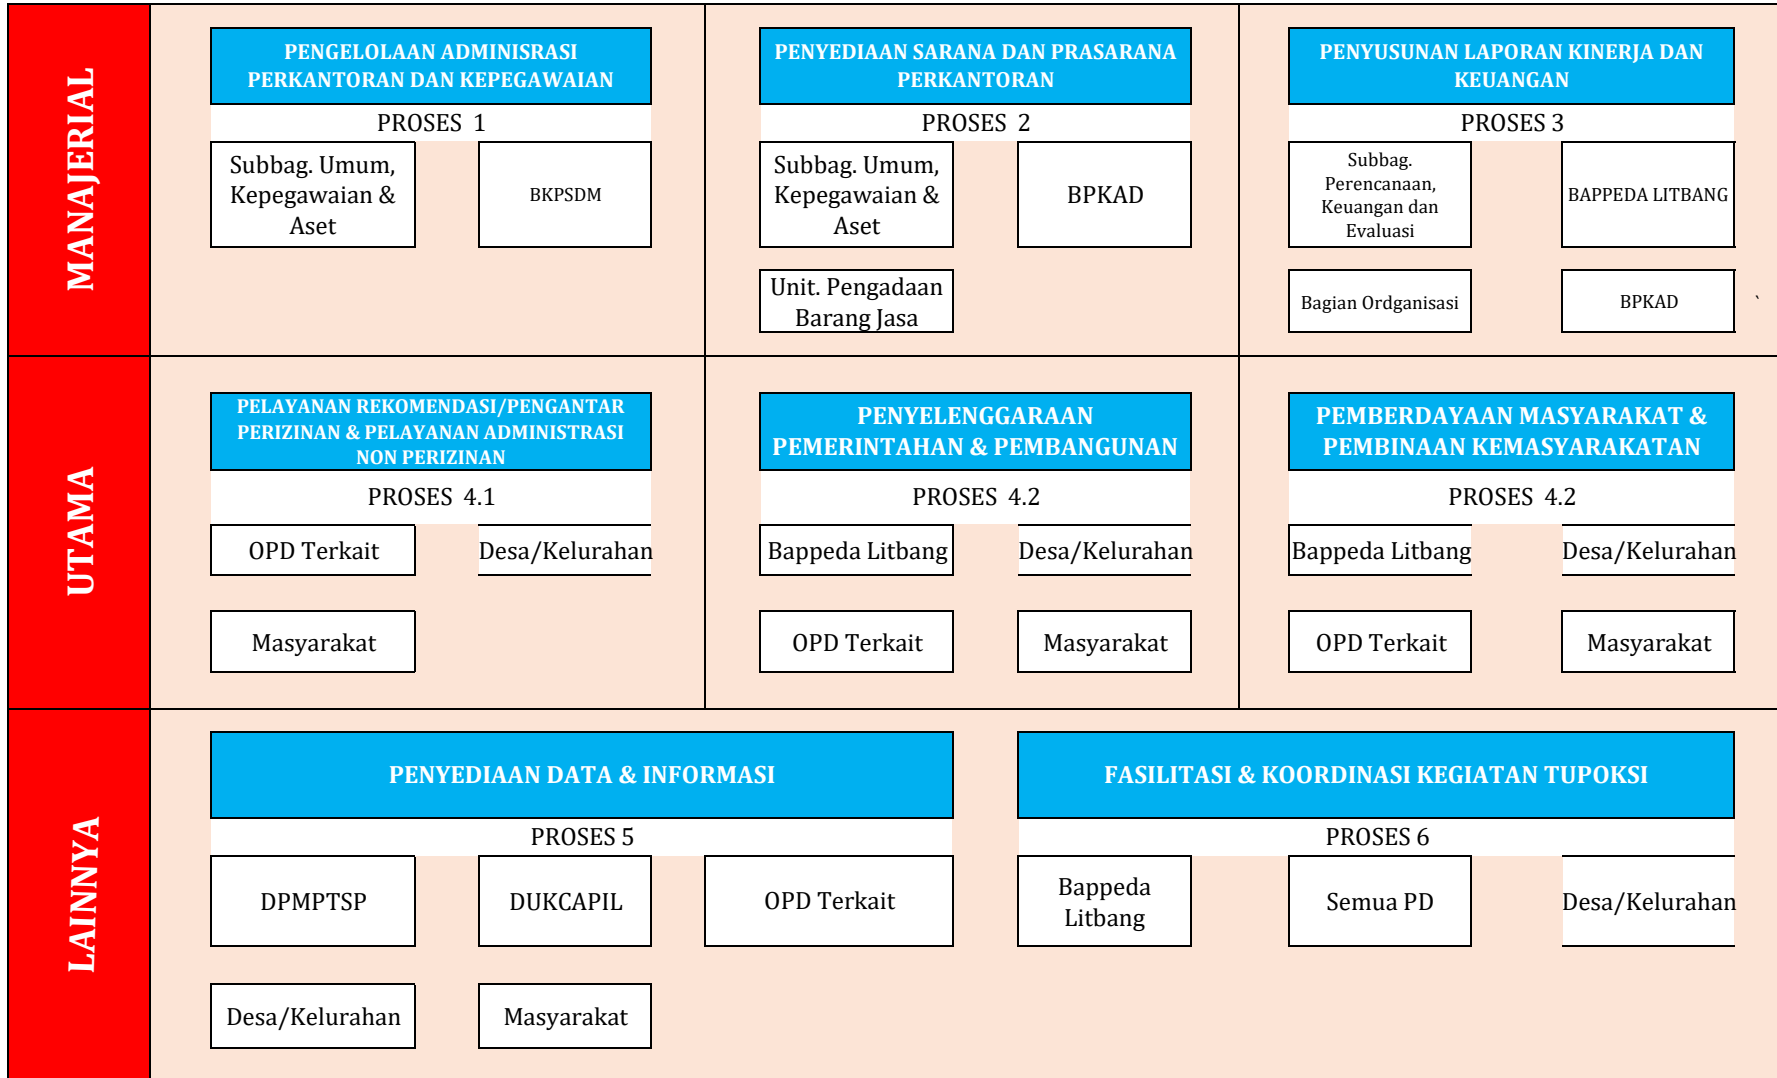 MANAJERIAL
PENGELOLAAN ADMINISRASI
PERKANTORAN DAN KEPEGAWAIAN
PROSES 1
Subbag. Umum,
Kepegawaian &
Aset
BKPSDM
PENYEDIAAN SARANA DAN PRASARANA
PERKANTORAN
PROSES 2
Subbag. Umum,
Kepegawaian &
Aset
BPKAD
Unit. Pengadaan
Barang Jasa
PENYUSUNAN LAPORAN KINERJA DAN
KEUANGAN
PROSES 3
Subbag.
Perencanaan,
Keuangan dan
Evaluasi
BAPPEDA LITBANG
Bagian Ordganisasi
BPKAD
`
UTAMA
PELAYANAN REKOMENDASI/PENGANTAR
PERIZINAN & PELAYANAN ADMINISTRASI
NON PERIZINAN
PROSES 4.1
OPD Terkait
Desa/Kelurahan
Masyarakat
PENYELENGGARAAN
PEMERINTAHAN & PEMBANGUNAN
PROSES 4.2
Bappeda Litbang
Desa/Kelurahan
OPD Terkait
Masyarakat
PEMBERDAYAAN MASYARAKAT &
PEMBINAAN KEMASYARAKATAN
PROSES 4.2
Bappeda Litbang
Desa/Kelurahan
OPD Terkait
Masyarakat
LAINNYA
PENYEDIAAN DATA & INFORMASI
PROSES 5
DPMPTSP
DUKCAPIL
OPD Terkait
Desa/Kelurahan
Masyarakat
FASILITASI & KOORDINASI KEGIATAN TUPOKSI
PROSES 6
Bappeda
Litbang
Semua PD
Desa/Kelurahan